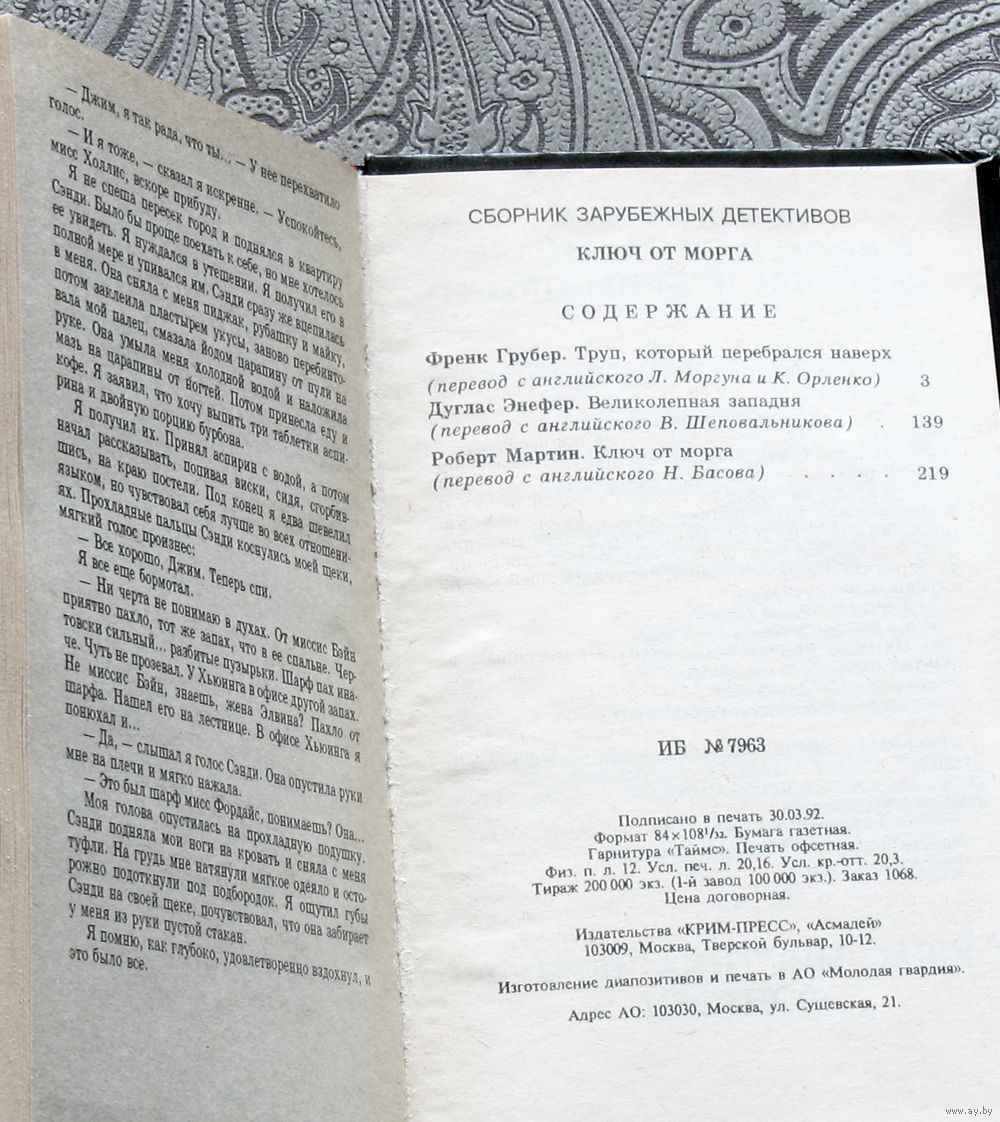 — Джим, я так рада, что ты... — У нее перехватило
голос.
— И я тоже, — сказал я искренне. — Успокойтесь,
мисс Холлис, вскоре прибуду.
Я не спеша пересек город и поднялся в квартиру
Сэнди. Было бы проще поехать к себе, но мне хотелось
ее увидеть. Я нуждался в утешении. Я получил его в
полной мере и упивался им. Сэнди сразу же вцепилась
в меня. Она сняла с меня пиджак, рубашку и майку,
потом заклеила пластырем укусы, заново перебинто-
вала мой палец, смазала йодом царапину от пули на
руке. Она умыла меня холодной водой и наложила
мазь на царапины от ногтей. Потом принесла еду и
кофе. Я заявил, что хочу выпить три таблетки аспи-
рина и двойную порцию бурбона.
Я получил их. Принял аспирин с водой, а потом
начал рассказывать, попивая виски, сидя, сгорбив-
шись, на краю постели. Под конец я едва шевелил
языком, но чувствовал себя лучше во всех отношени-
ях. Прохладные пальцы Сэнди коснулись моей щеки,
мягкий голос произнес:
— Все хорошо, Джим. Теперь спи.
Я все еще бормотал.
— Ни черта не понимаю в духах. От миссис Бэйн
приятно пахло, тот же запах, что в ее спальне. Чер-
товски сильный... разбитые пузырьки. Шарф пах ина-
че. Чуть не прозевал. У Хьюинга в офисе другой запах.
Не миссис Бэйн, знаешь, жена Элвина? Пахло от
шарфа. Нашел его на лестнице. В офисе Хьюинга я
понюхал и...
— Да, — слышал я голос Сэнди. Она опустила руки
мне на плечи и мягко нажала.
— Это был шарф мисс Фордайс, понимаешь? Она...
Моя голова опустилась на прохладную подушку.
Сэнди подняла мои ноги на кровать и сняла с меня
туфли. На грудь мне натянули мягкое одеяло и осто-
рожно подоткнули под подбородок. Я ощутил губы
Сэнди на своей щеке, почувствовал, что она забирает
у меня из руки пустой стакан.
Я помню, как глубоко, удовлетворенно вздохнул, и
это было все.
СБОРНИК ЗАРУБЕЖНЫХ ДЕТЕКТИВОВ
КЛЮЧ ОТ МОРГА
СОДЕРЖАНИЕ
Френк Грубер. Труп, который перебрался наверх
(перевод с английского Л. Моргуна и К. Орленко) 3
Дуглас Энефер. Великолепная западня
(перевод с английского В. Шеповальникова) . 139
Роберт Мартин. Ключ от морга
(перевод с английского Н. Басова) . . . . . 219
ИБ № 7963
Подписано в печать 30.03.92.
Формат 84×108¹/₃₂. Бумага газетная.
Гарнитура «Таймс». Печать офсетная.
Физ. п. л. 12. Усл. печ. л. 20,16. Усл. кр.-отт. 20,3.
Тираж 200 000 экз. (1-й завод 100 000 экз.). Заказ 1068.
Цена договорная.
Издательства «КРИМ-ПРЕСС», «Асмадей»
103009, Москва, Тверской бульвар, 10-12.
Изготовление диапозитивов и печать в АО «Молодая гвардия».
Адрес АО: 103030, Москва, ул. Сущевская, 21.
www.ay.by